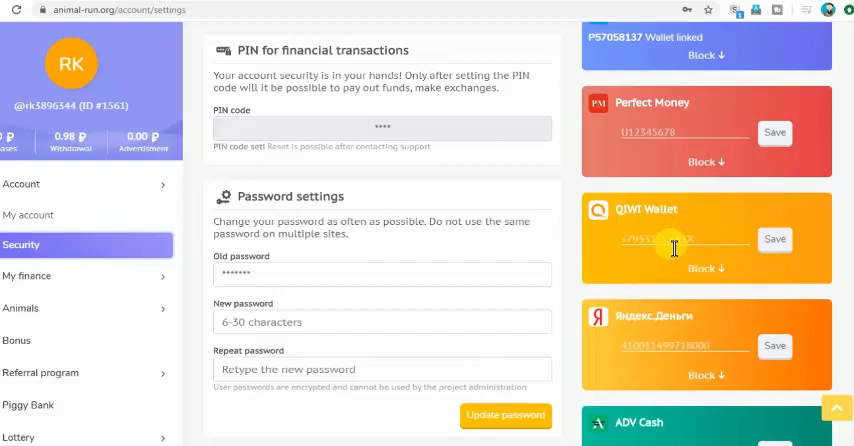 animal-run.org/account/settings
RK
@rk3896344 (ID #1561)
0.98 ₽
0.00 ₽
Withdrawal
Advertisment
Account
My account
Security
My finance
Animals
Bonus
Referral program
Piggy Bank
Lottery
PIN for financial transactions
Your account security is in your hands! Only after setting the PIN
code will it be possible to pay out funds, make exchanges.
PIN code
****
PIN code set! Reset is possible after contacting support
Password settings
Change your password as often as possible. Do not use the same
password on multiple sites.
Old password
*******
New password
6-30 characters
Repeat password
Retype the new password
User passwords are encrypted and cannot be used by the project administration
Update password
P57058137 Wallet linked
Block ↓
PM
Perfect Money
U12345678
Save
Block ↓
QIWI Wallet
Save
Block ↓
Я
Яндекс.Деньги
410011499718000
Save
Block ↓
ADV Cash